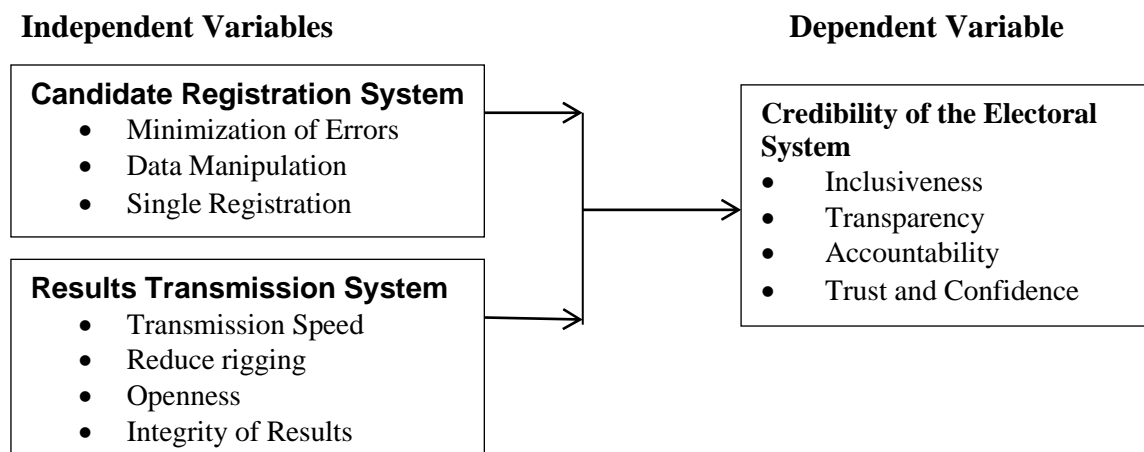 Independent Variables
Candidate Registration System
• Minimization of Errors
• Data Manipulation
• Single Registration
Results Transmission System
• Transmission Speed
• Reduce rigging
• Openness
• Integrity of Results
Dependent Variable
Credibility of the Electoral
System
• Inclusiveness
• Transparency
• Accountability
• Trust and Confidence